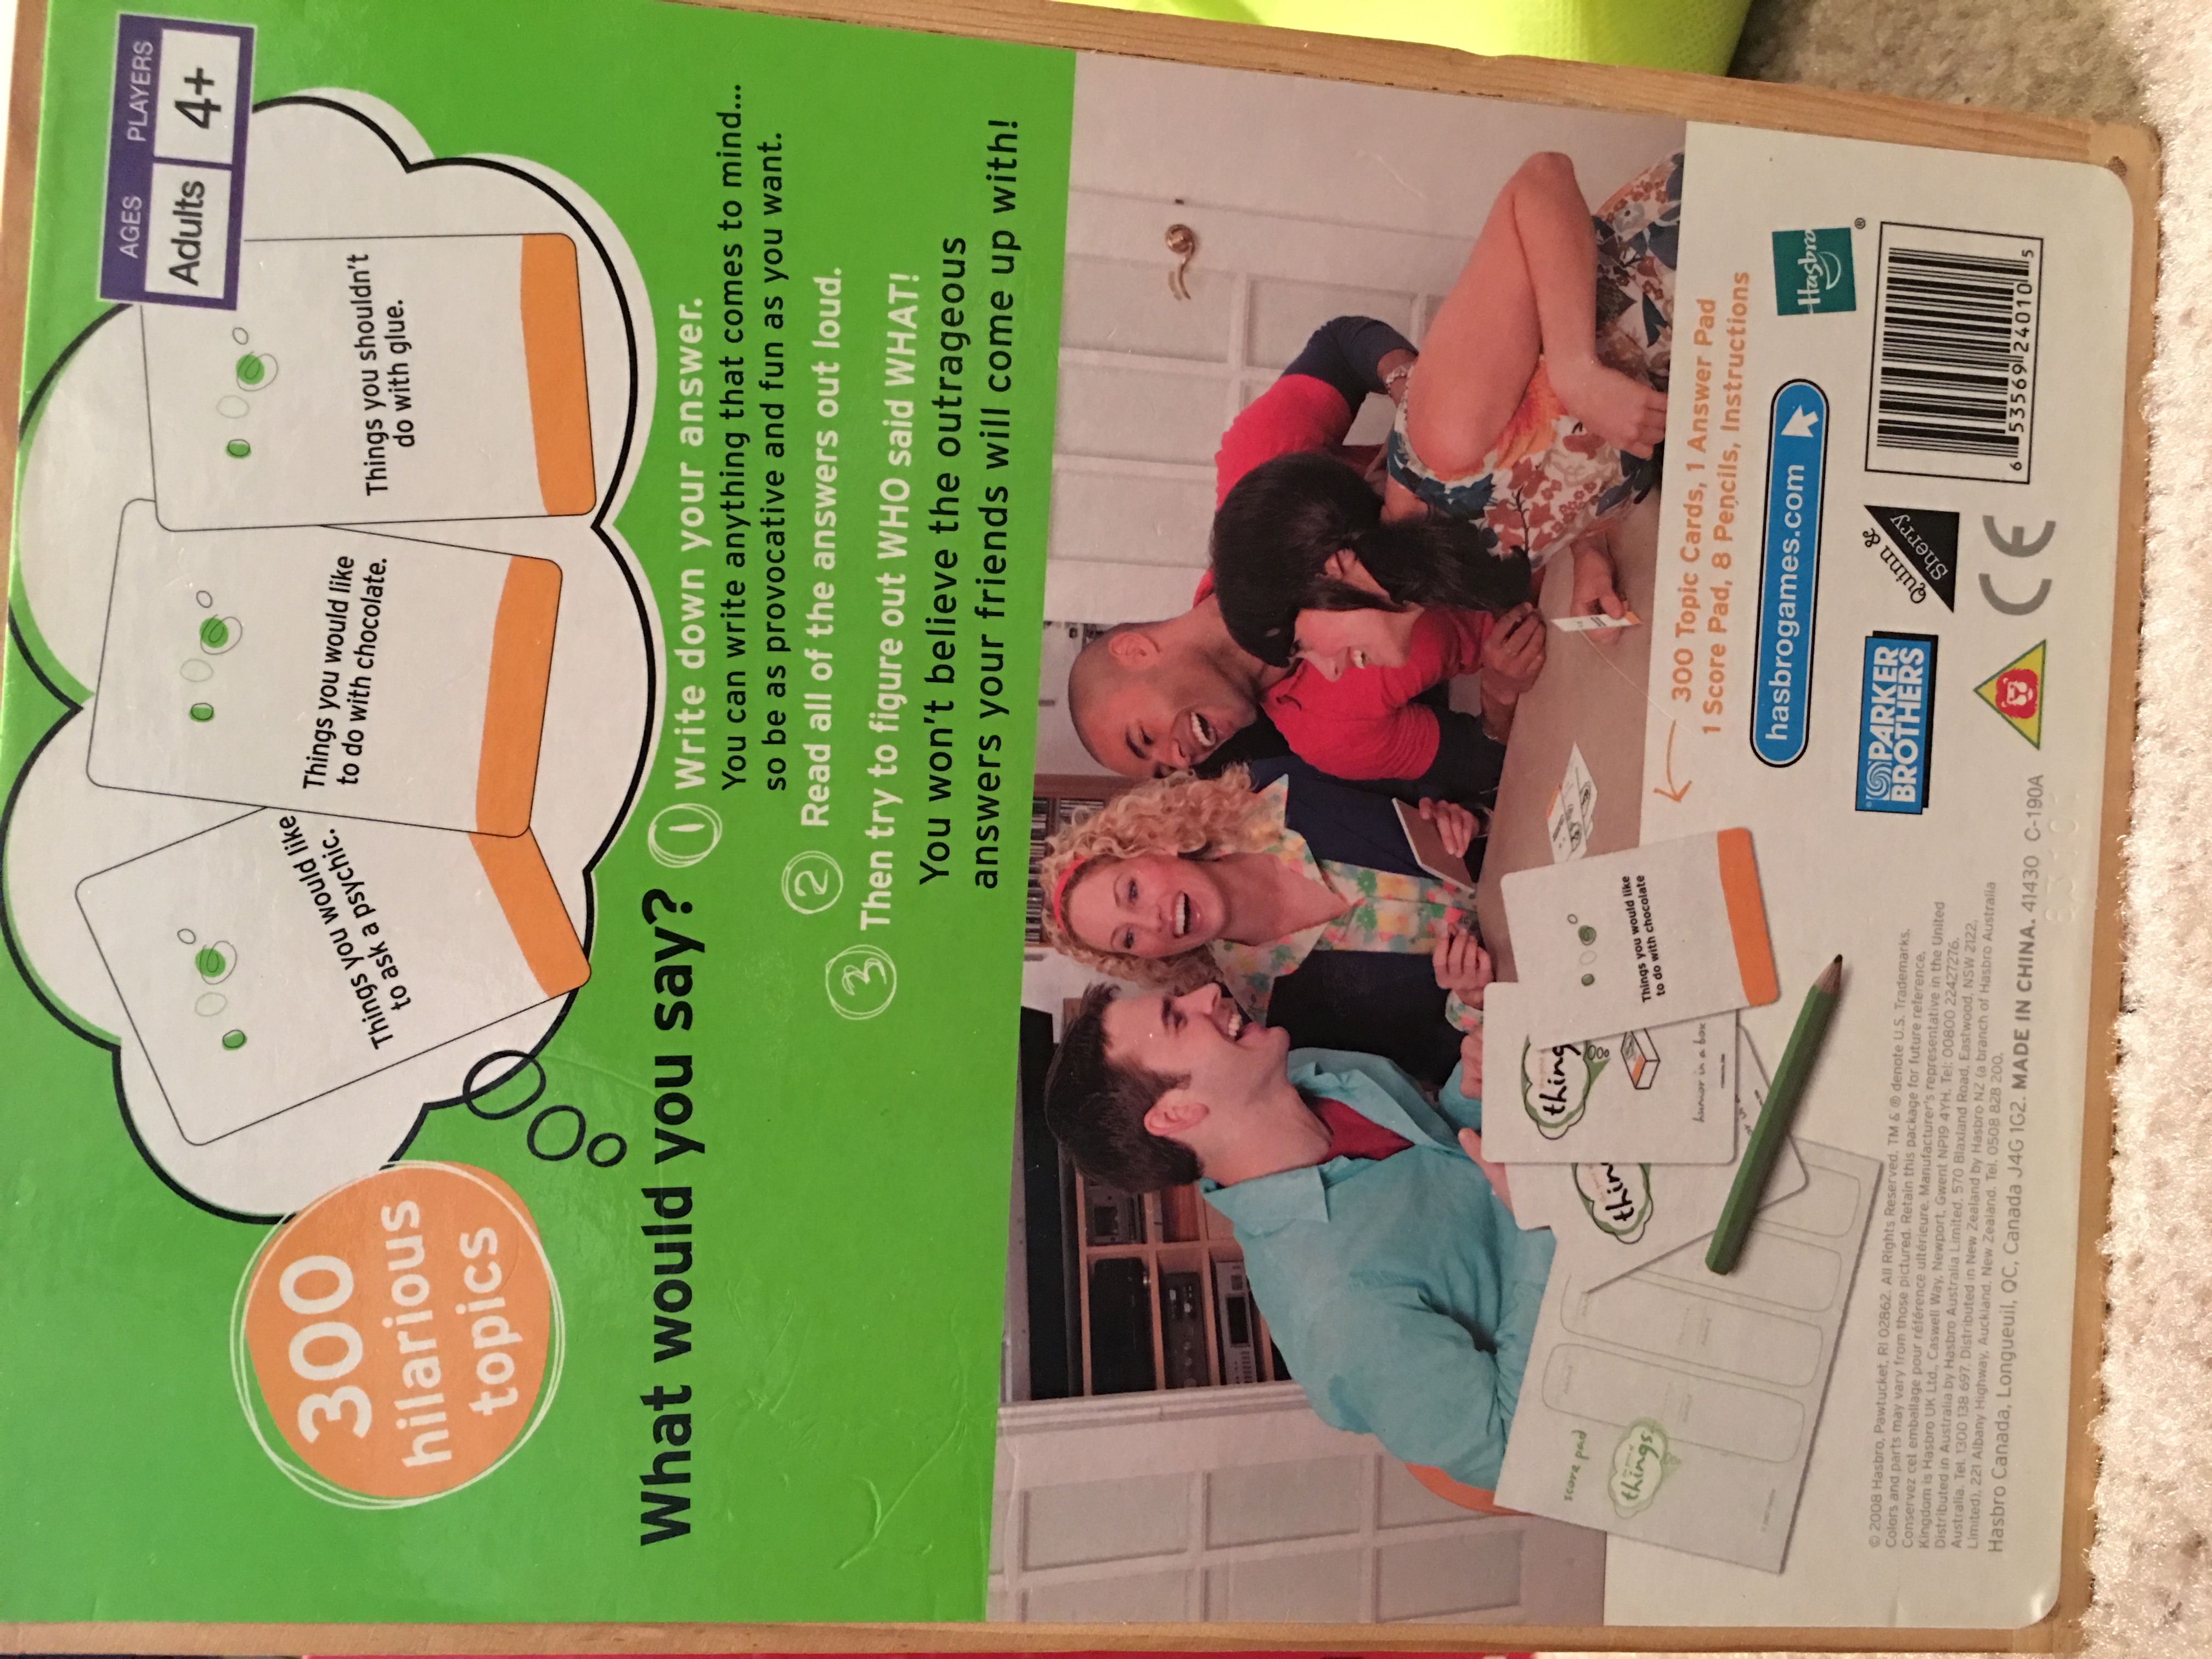 AGES
PLAYERS
Adults
4+
300
hilarious
topics
Things you would like
to ask a psychic.
Things you would like
to do with chocolate.
Things you shouldn't
do with glue.
What would you say?
1 Write down your answer.
You can write anything that comes to mind...
so be as provocative and fun as you want.
2 Read all of the answers out loud.
3 Then try to figure out WHO said WHAT!
You won't believe the outrageous
answers your friends will come up with!
score pad
things
thin
thing
humor in a box
Things you would like
to do with chocolate
300 Topic Cards, 1 Answer Pad
1 Score Pad, 8 Pencils, Instructions
hasbrogames.com
Hasbro
®
PARKER
BROTHERS
Quinn &
Sherry
© 2008 Hasbro, Pawtucket, RI 02862. All Rights Reserved. TM & ® denote U.S. Trademarks.
Colors and parts may vary from those pictured. Retain this package for future reference.
Conservez cet emballage pour référence ultérieure. Manufacturer's representative in the United
Kingdom is Hasbro UK Ltd., Caswell Way, Newport, Gwent NP19 4YH. Tel: 00800 22427276.
Distributed in Australia by Hasbro Australia Limited, 570 Blaxland Road, Eastwood, NSW 2122,
Australia. Tel. 1300 138 697. Distributed in New Zealand by Hasbro NZ (a branch of Hasbro Australia
Limited), 221 Albany Highway, Auckland, New Zealand. Tel. 0508 828 200.
Hasbro Canada, Longueuil, QC, Canada J4G 1G2. MADE IN CHINA. 41430 C-190A
CE
6 53569 24010 5